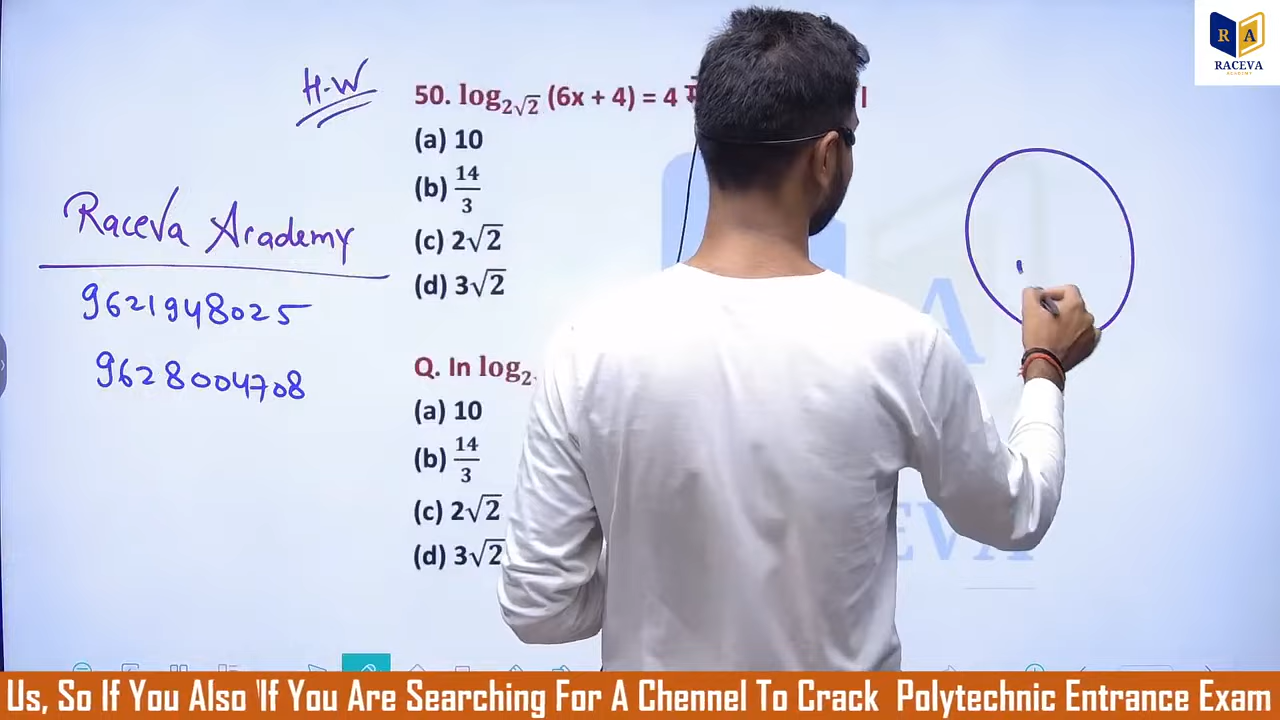 H.W
50. log₂√₂ (6x + 4) = 4 में
(a) 10
(b) 14/3
(c) 2√2
(d) 3√2
Raceva Academy
9621948025
9628004708
Q. In log₂
(a) 10
(b) 14/3
(c) 2√2
(d) 3√2
R A
RACEVA
ACADEMY
A
EVA
Us, So If You Also 'If You Are Searching For A Chennel To Crack Polytechnic Entrance Exam